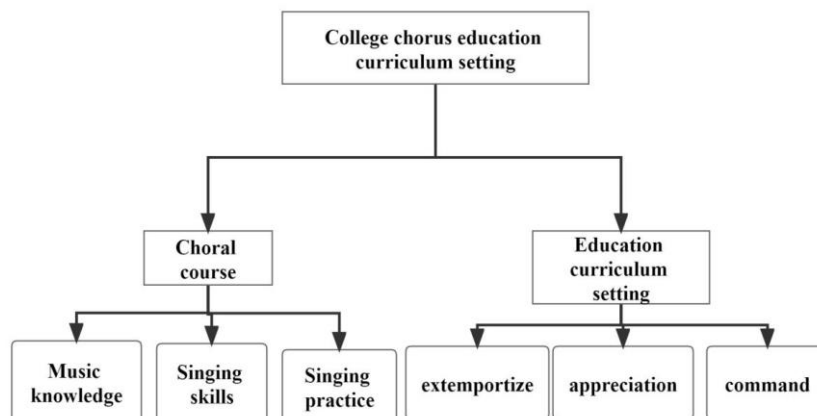 College chorus education
curriculum setting
Choral
course
Education
curriculum
setting
Music
knowledge
Singing
skills
Singing
practice
extemportize
appreciation
command